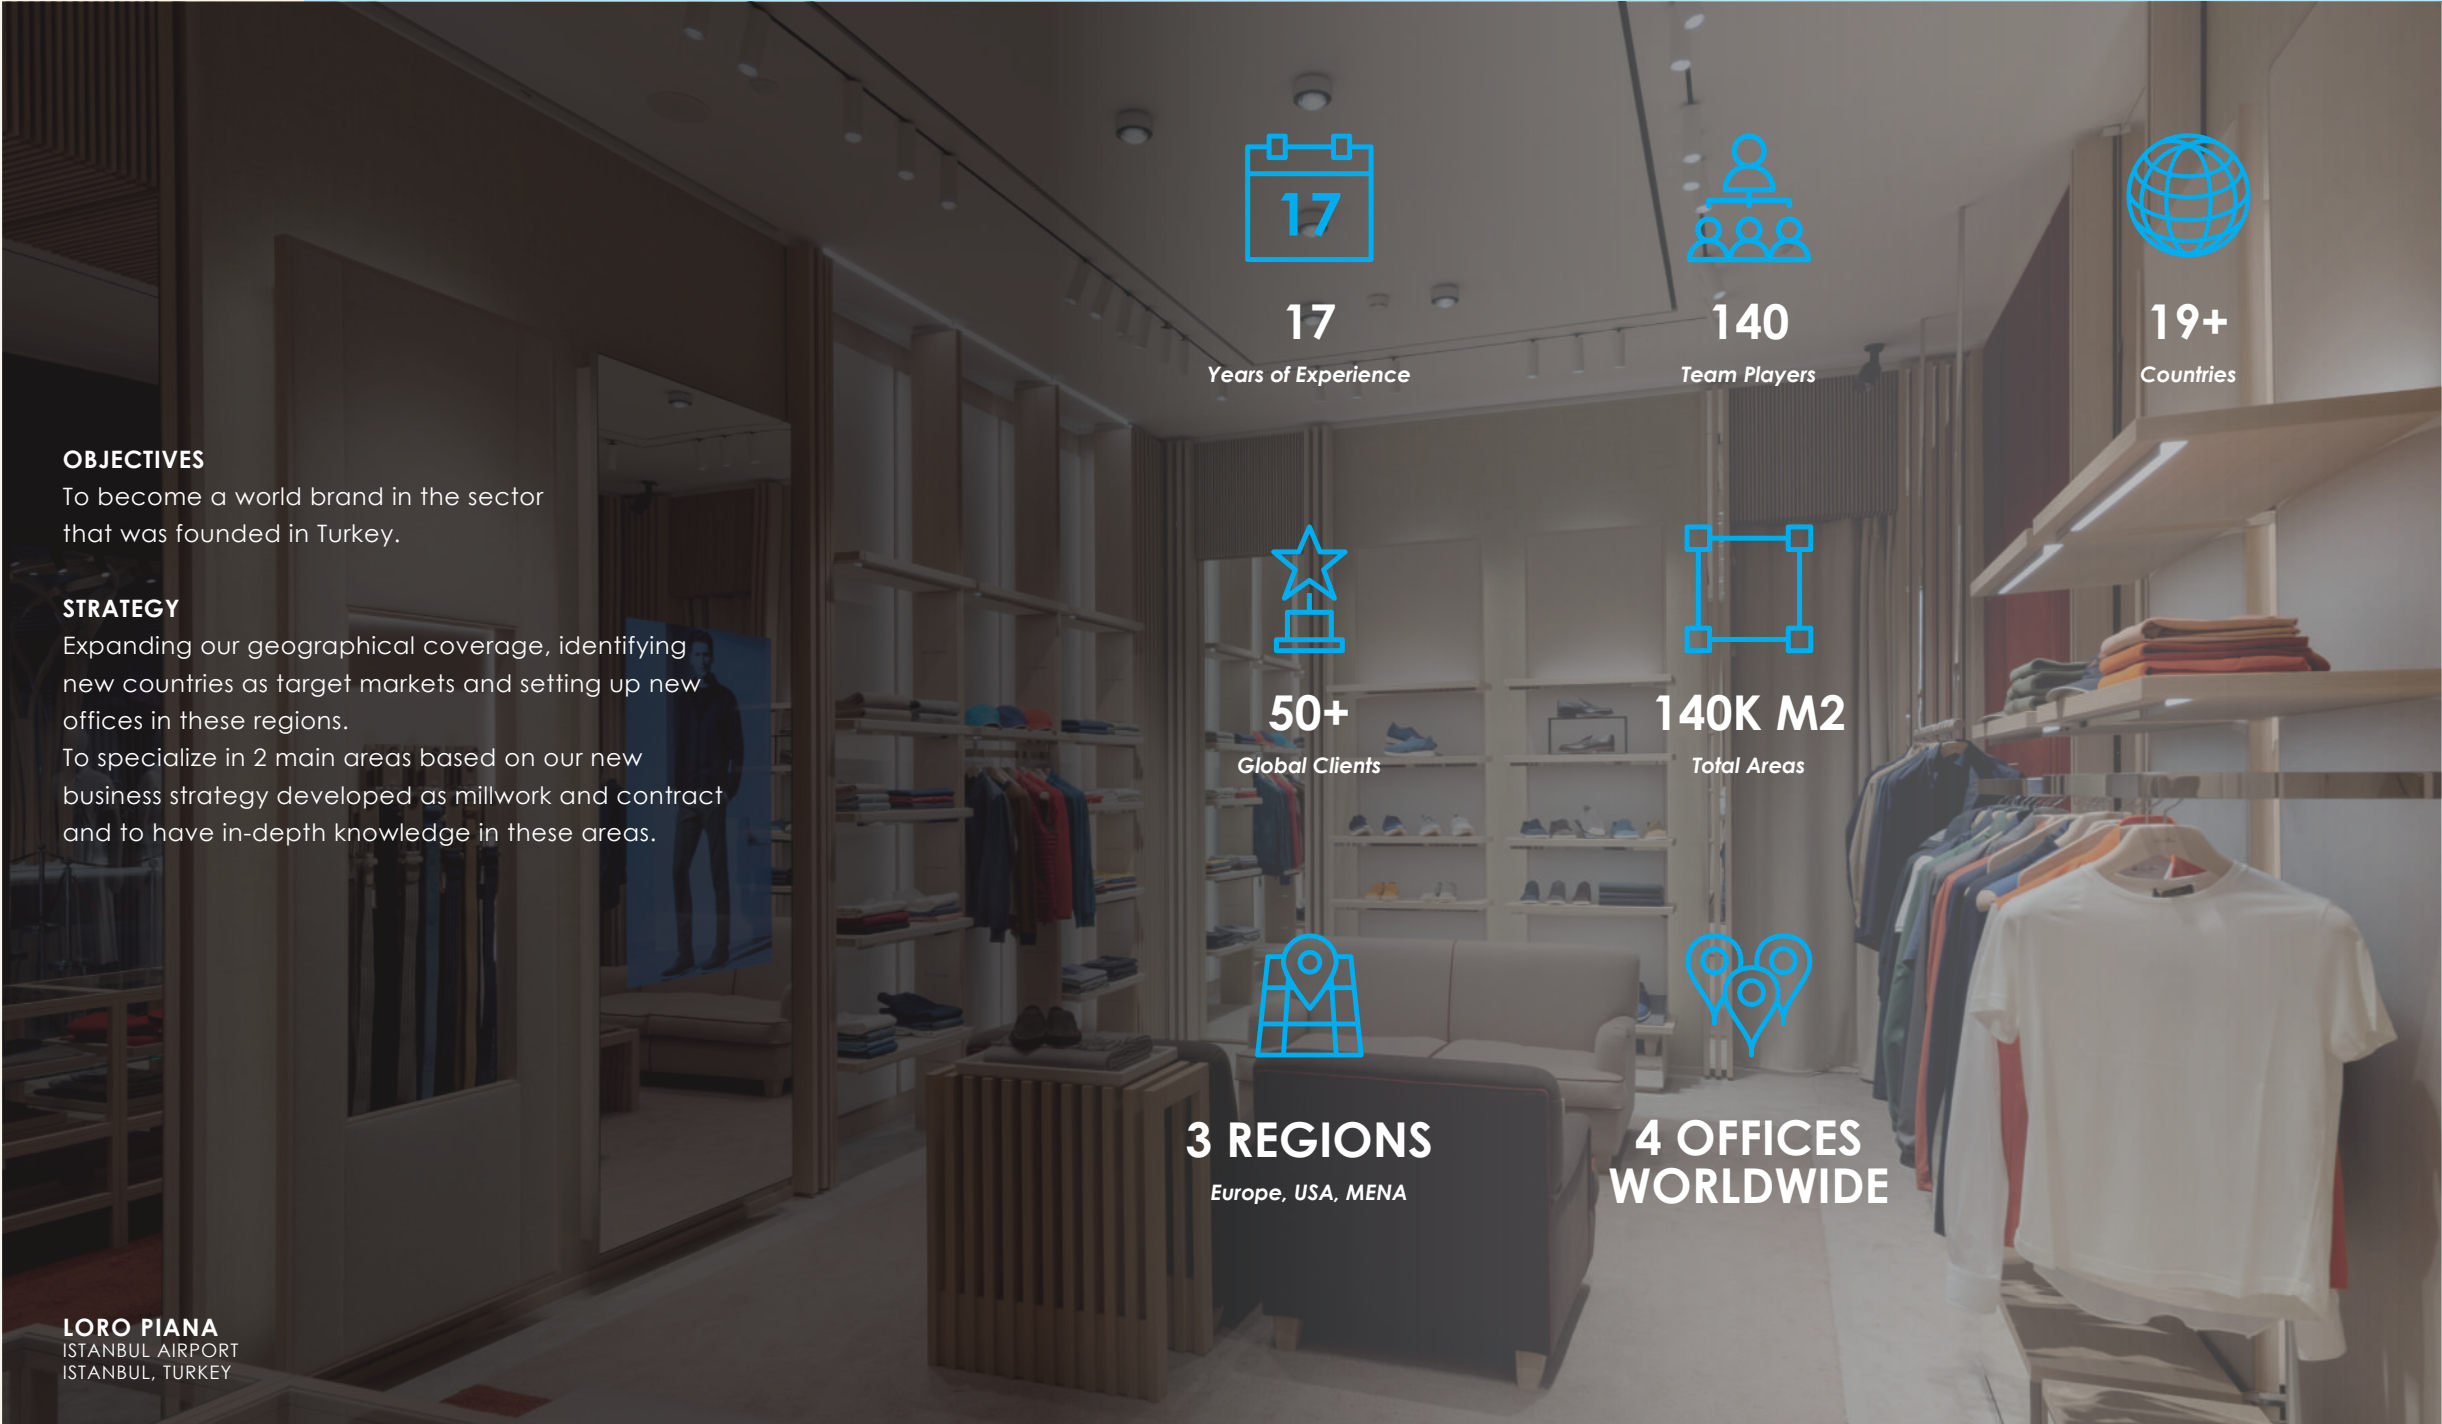 17
17
Years of Experience
140
Team Players
19+
Countries
OBJECTIVES
To become a world brand in the sector
that was founded in Turkey.
STRATEGY
Expanding our geographical coverage, identifying
new countries as target markets and setting up new
offices in these regions.
To specialize in 2 main areas based on our new
business strategy developed as millwork and contract
and to have in-depth knowledge in these areas.
50+
Global Clients
140K M2
Total Areas
3 REGIONS
Europe, USA, MENA
4 OFFICES
WORLDWIDE
LORO PIANA
ISTANBUL AIRPORT
ISTANBUL, TURKEY